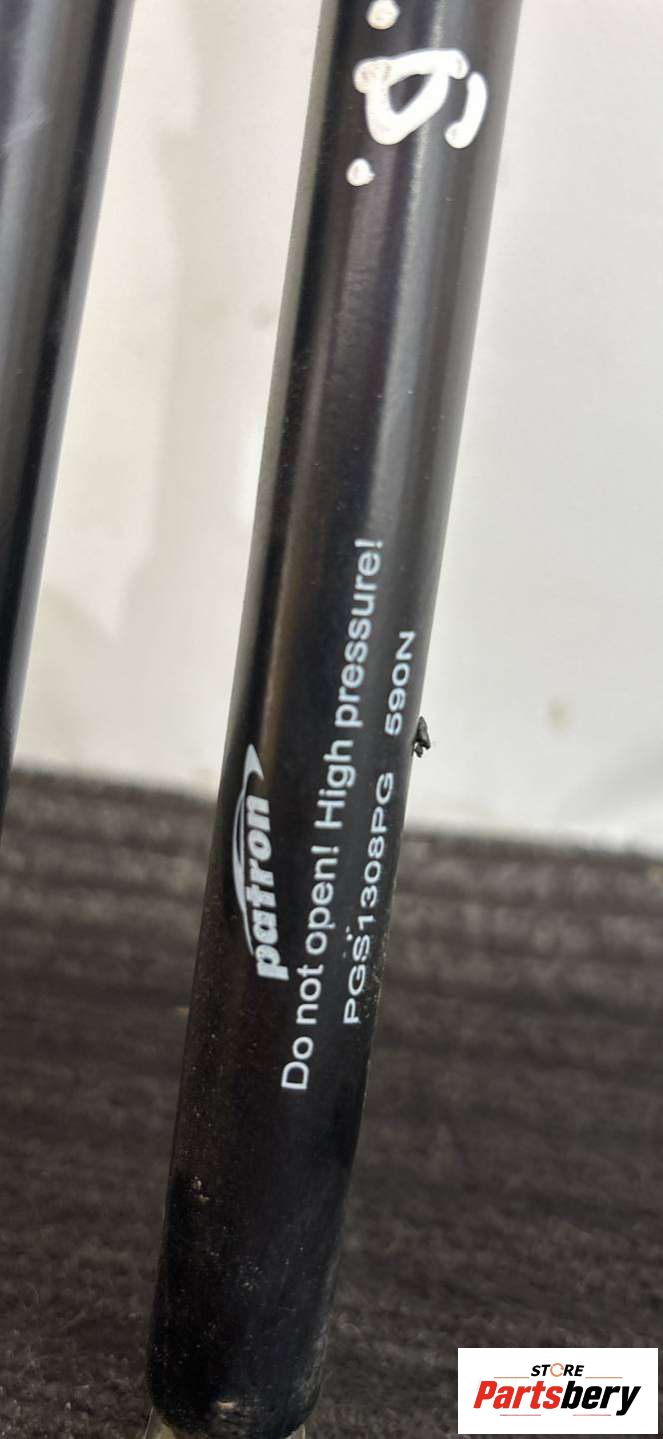 patron
Do not open! High pressure!
PGS1308PG 590N
STORE
Partsbery